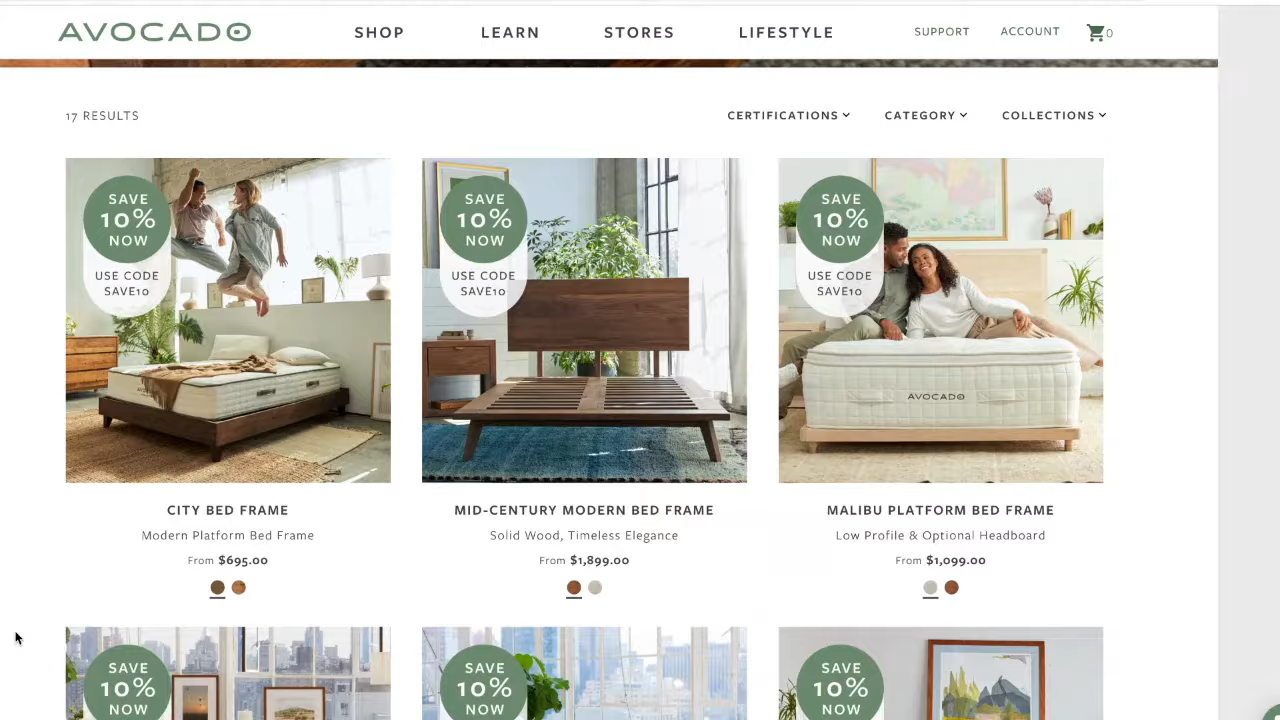 AVOCADO
SHOP
LEARN
STORES
LIFESTYLE
SUPPORT
ACCOUNT
0
17 RESULTS
CERTIFICATIONS
CATEGORY
COLLECTIONS
SAVE
10%
NOW
USE CODE
SAVE10
SAVE
10%
NOW
USE CODE
SAVE10
SAVE
10%
NOW
USE CODE
SAVE10
AVOCADO
CITY BED FRAME
Modern Platform Bed Frame
From $695.00
MID-CENTURY MODERN BED FRAME
Solid Wood, Timeless Elegance
From $1,899.00
MALIBU PLATFORM BED FRAME
Low Profile & Optional Headboard
From $1,099.00
SAVE
10%
NOW
SAVE
10%
NOW
SAVE
10%
NOW